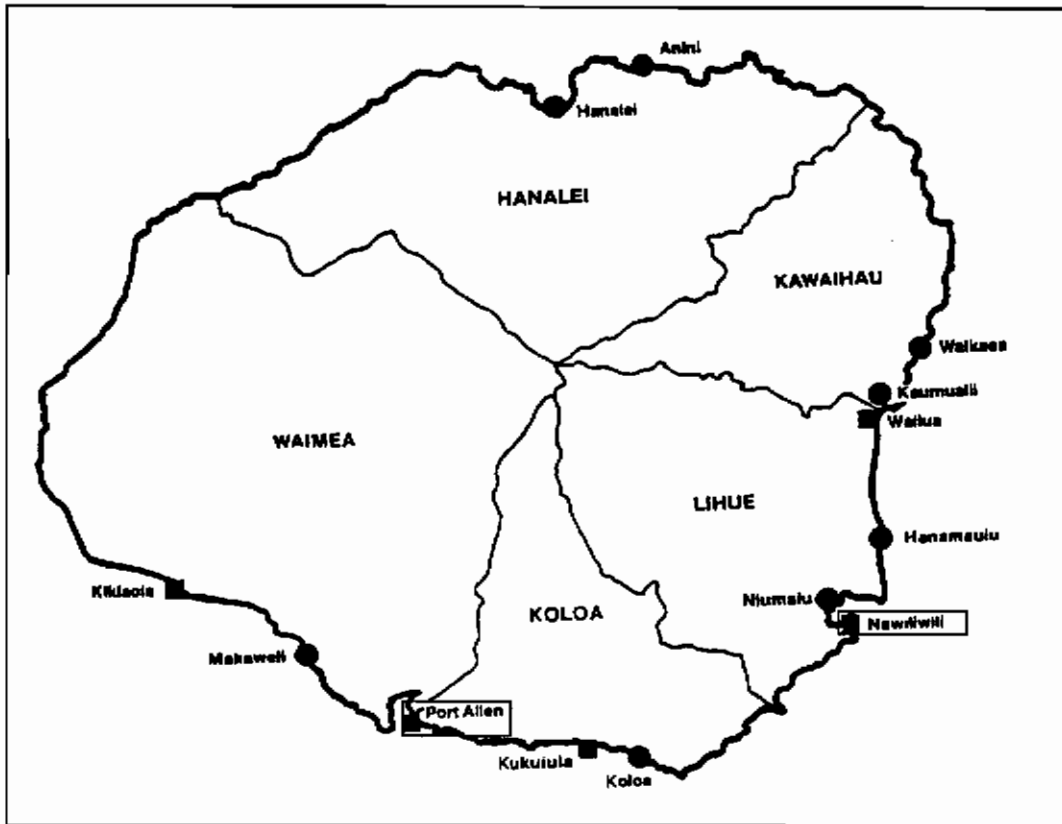 Anini
Hanalei
HANALEI
KAWAIHAU
Waikaea
Kaumualii
Wailua
WAIMEA
LIHUE
Hanamaulu
Kikiaola
Niumalu
KOLOA
Nawiliwili
Makaweli
Port Allen
Kukuiula
Koloa